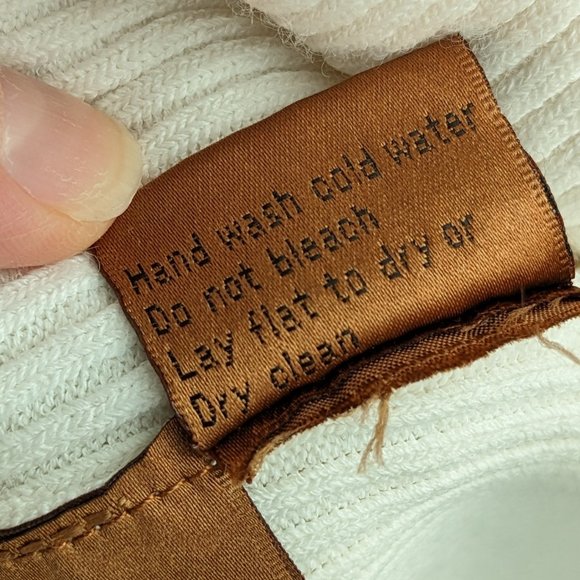 Hand wash cold water
Do not bleach
Lay flat to dry or
Dry clean